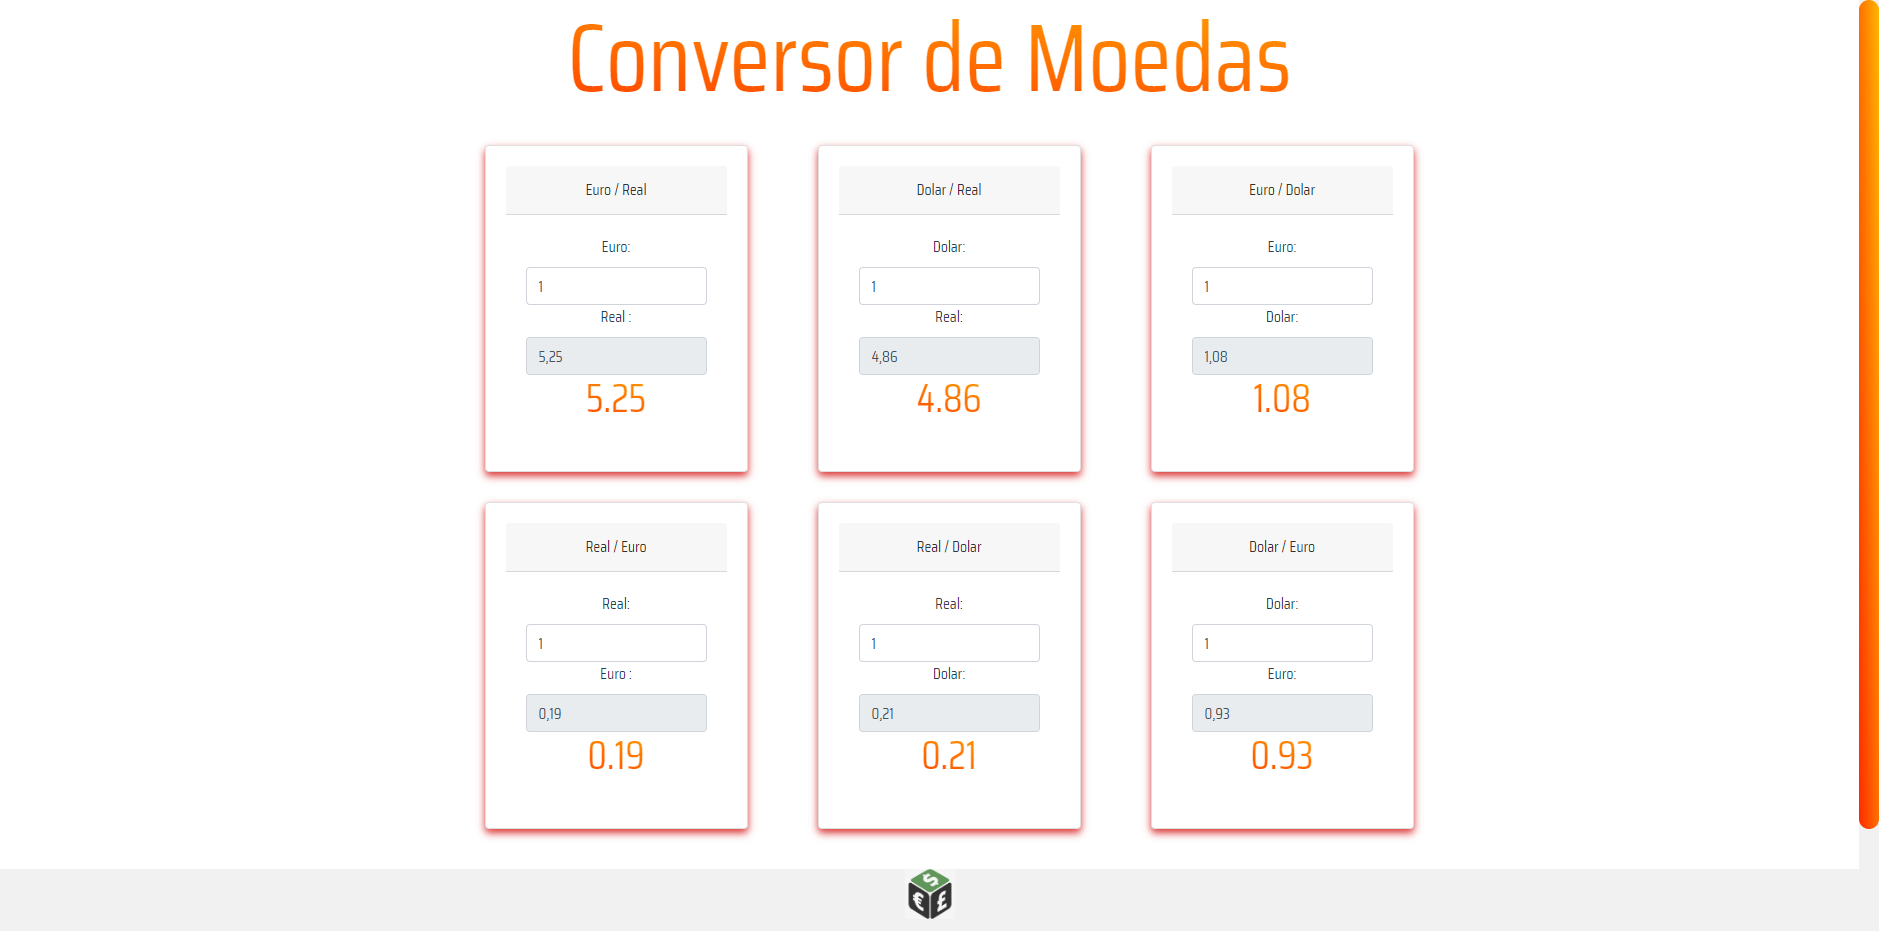 Conversor de Moedas
Euro / Real
Euro:
1
Real :
5,25
5.25
Dolar / Real
Dolar:
1
Real:
4,86
4.86
Euro / Dolar
Euro:
1
Dolar:
1,08
1.08
Real / Euro
Real:
1
Euro :
0,19
0.19
Real / Dolar
Real:
1
Dolar:
0,21
0.21
Dolar / Euro
Dolar:
1
Euro:
0,93
0.93
$
€ £